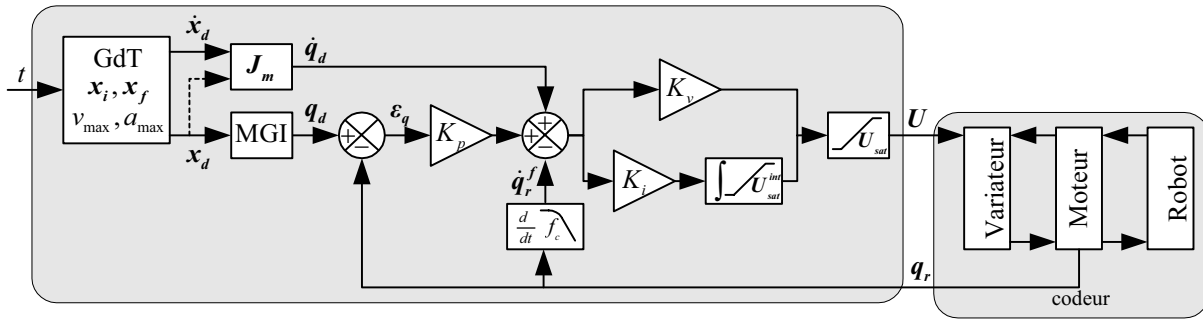 t
GdT
x_i, x_f
v_max, a_max
ẋ_d
x_d
J_m
MGI
q̇_d
q_d
+
−
ε_q
K_p
+
+
−
q̇_r^f
d/dt f_c
K_v
K_i
∫ U_sat^int
U_sat
U
q_r
Variateur
Moteur
Robot
codeur